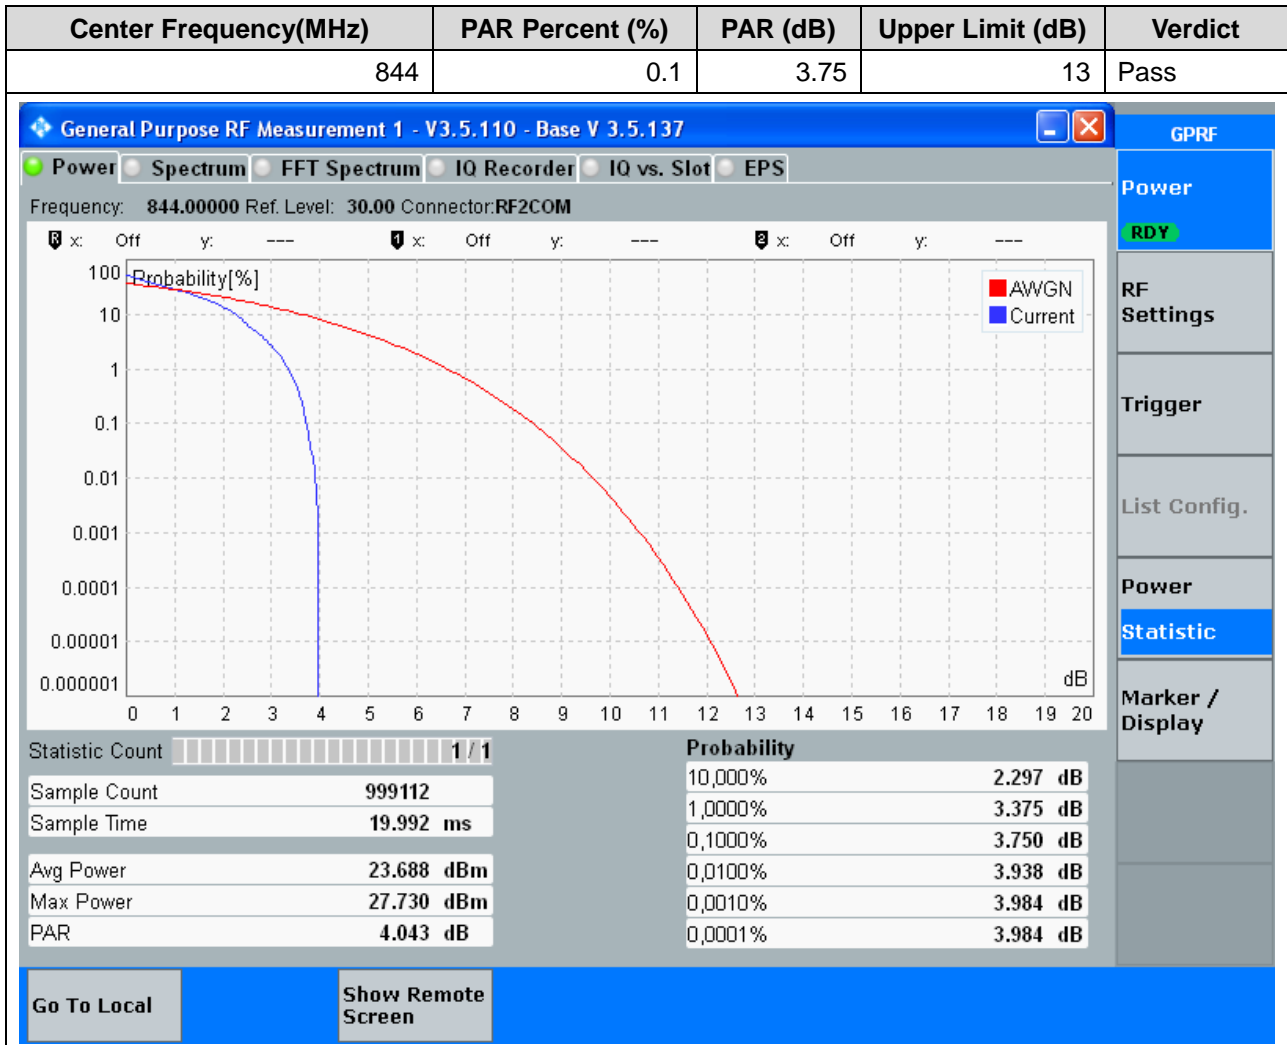 Center Frequency(MHz) PAR Percent (%) PAR (dB) Upper Limit (dB) Verdict
844 0.1 3.75 13 Pass
General Purpose RF Measurement 1 - V3.5.110 - Base V 3.5.137
GPRF
Power Spectrum FFT Spectrum IQ Recorder IQ vs. Slot EPS
Frequency: 844.00000 Ref. Level: 30.00 Connector:RF2COM
R x: Off y: --- 1 x: Off y: --- 2 x: Off y: ---
Probability[%]
AWGN
Current
100
10
1
0.1
0.01
0.001
0.0001
0.00001
0.000001
dB
0 1 2 3 4 5 6 7 8 9 10 11 12 13 14 15 16 17 18 19 20
Statistic Count 1 / 1
Sample Count 999112
Sample Time 19.992 ms
Avg Power 23.688 dBm
Max Power 27.730 dBm
PAR 4.043 dB
Probability
10,000% 2.297 dB
1,0000% 3.375 dB
0,1000% 3.750 dB
0,0100% 3.938 dB
0,0010% 3.984 dB
0,0001% 3.984 dB
Power
RDY
RF
Settings
Trigger
List Config.
Power
Statistic
Marker /
Display
Go To Local
Show Remote
Screen